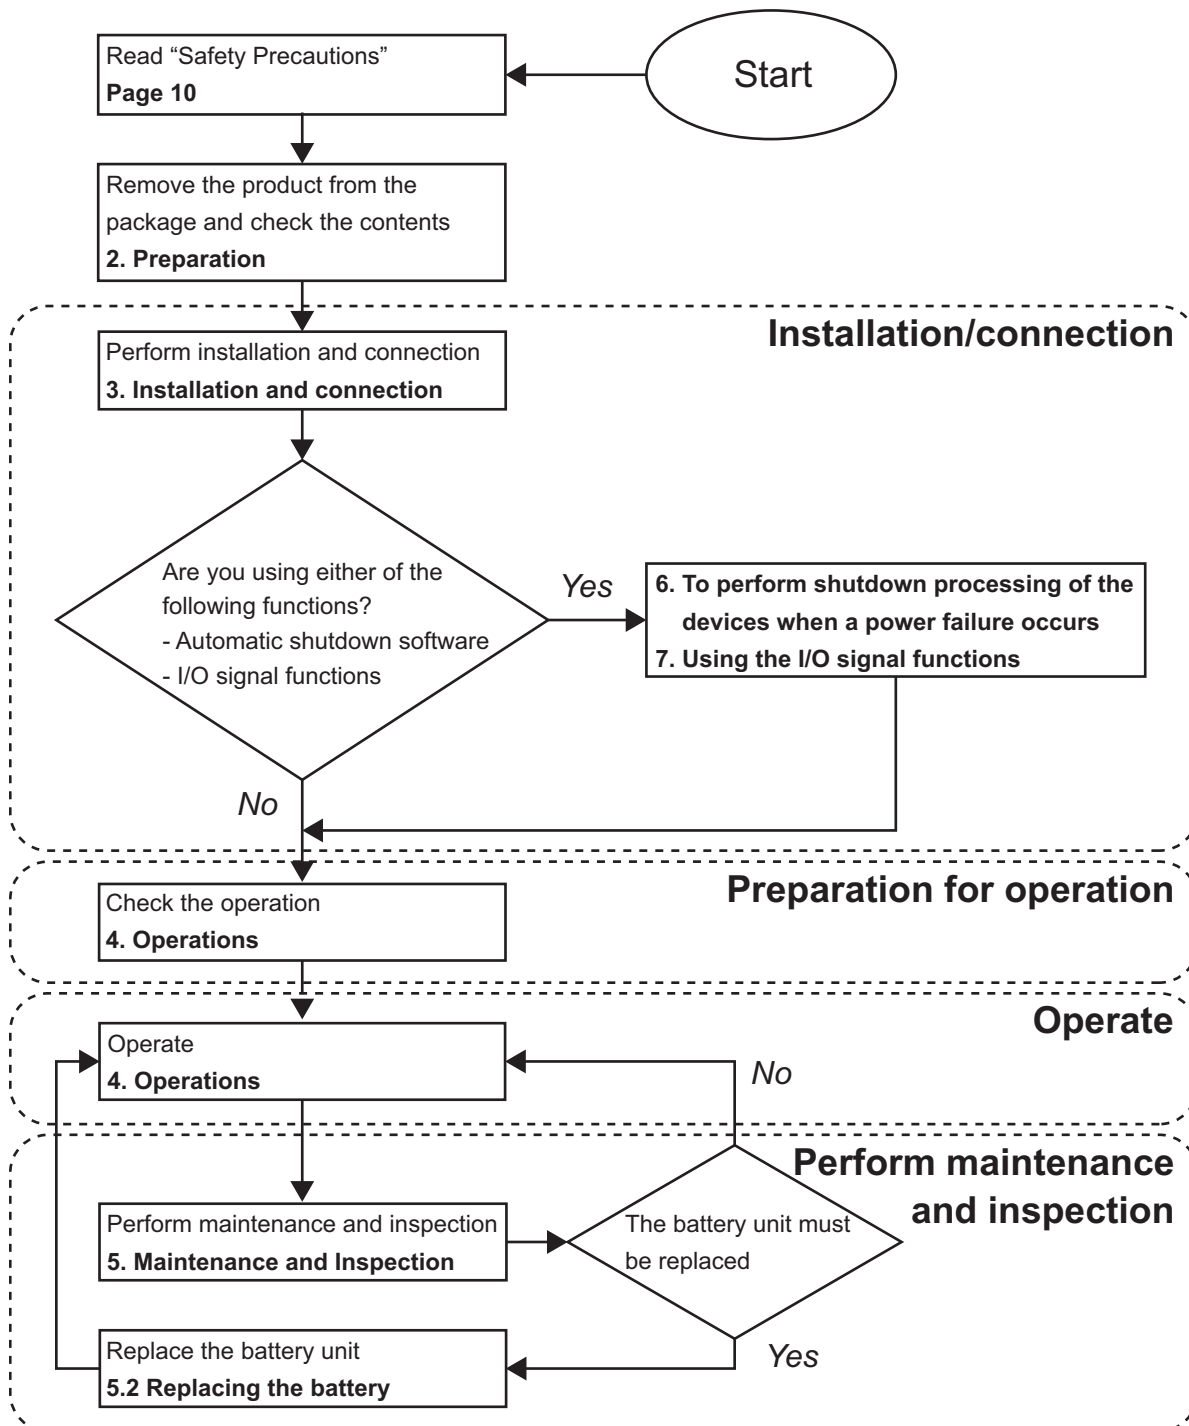 Start
Read “Safety Precautions”
Page 10
Remove the product from the
package and check the contents
2. Preparation
Installation/connection
Perform installation and connection
3. Installation and connection
Are you using either of the
following functions?
- Automatic shutdown software
- I/O signal functions
Yes
6. To perform shutdown processing of the
devices when a power failure occurs
7. Using the I/O signal functions
No
Preparation for operation
Check the operation
4. Operations
Operate
Operate
4. Operations
No
Perform maintenance
and inspection
Perform maintenance and inspection
5. Maintenance and Inspection
The battery unit must
be replaced
Yes
Replace the battery unit
5.2 Replacing the battery